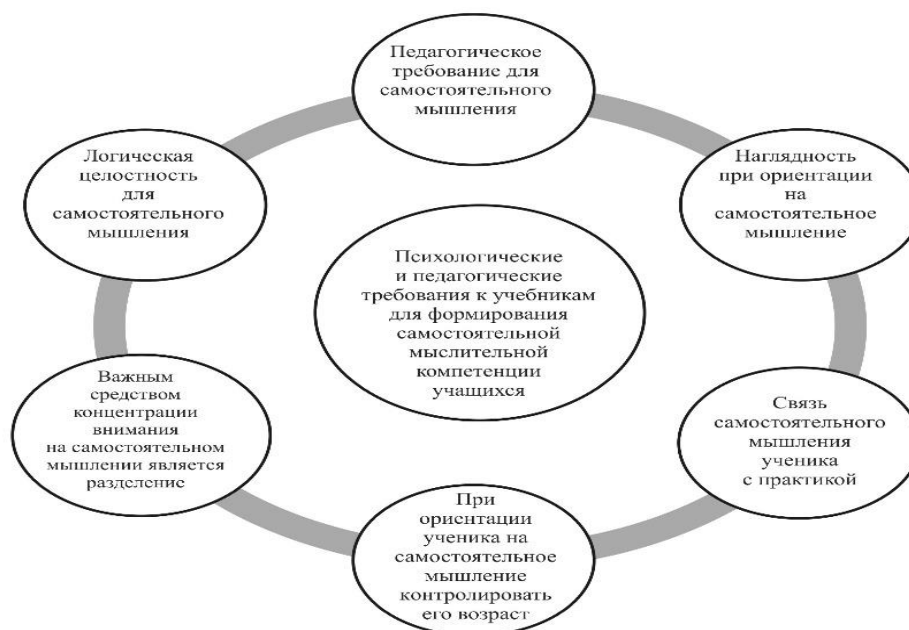 Педагогическое
требование для
самостоятельного
мышления
Логическая
целостность
для
самостоятельного
мышления
Наглядность
при ориентации
на
самостоятельное
мышление
Психологические
и педагогические
требования к учебникам
для формирования
самостоятельной
мыслительной
компетенции
учащихся
Важным
средством
концентрации
внимания
на самостоятельном
мышлении является
разделение
Связь
самостоятельного
мышления
ученика
с практикой
При
ориентации
ученика на
самостоятельное
мышление
контролировать
его возраст